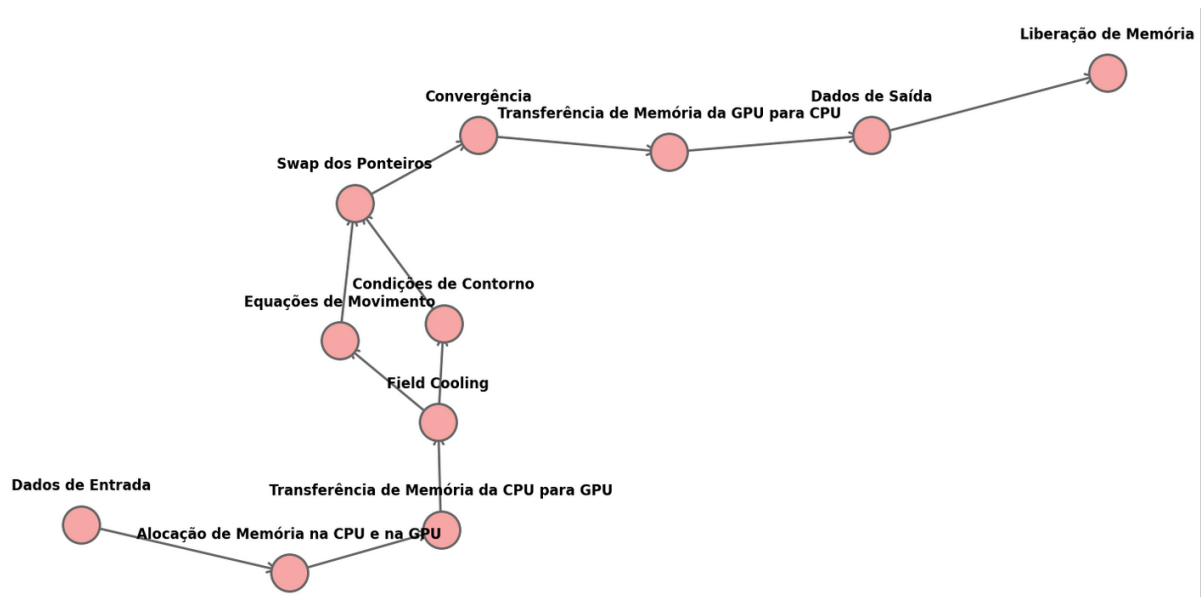 Liberação de Memória
Convergência
Dados de Saída
Transferência de Memória da GPU para CPU
Swap dos Ponteiros
Condições de Contorno
Equações de Movimento
Field Cooling
Dados de Entrada
Transferência de Memória da CPU para GPU
Alocação de Memória na CPU e na GPU